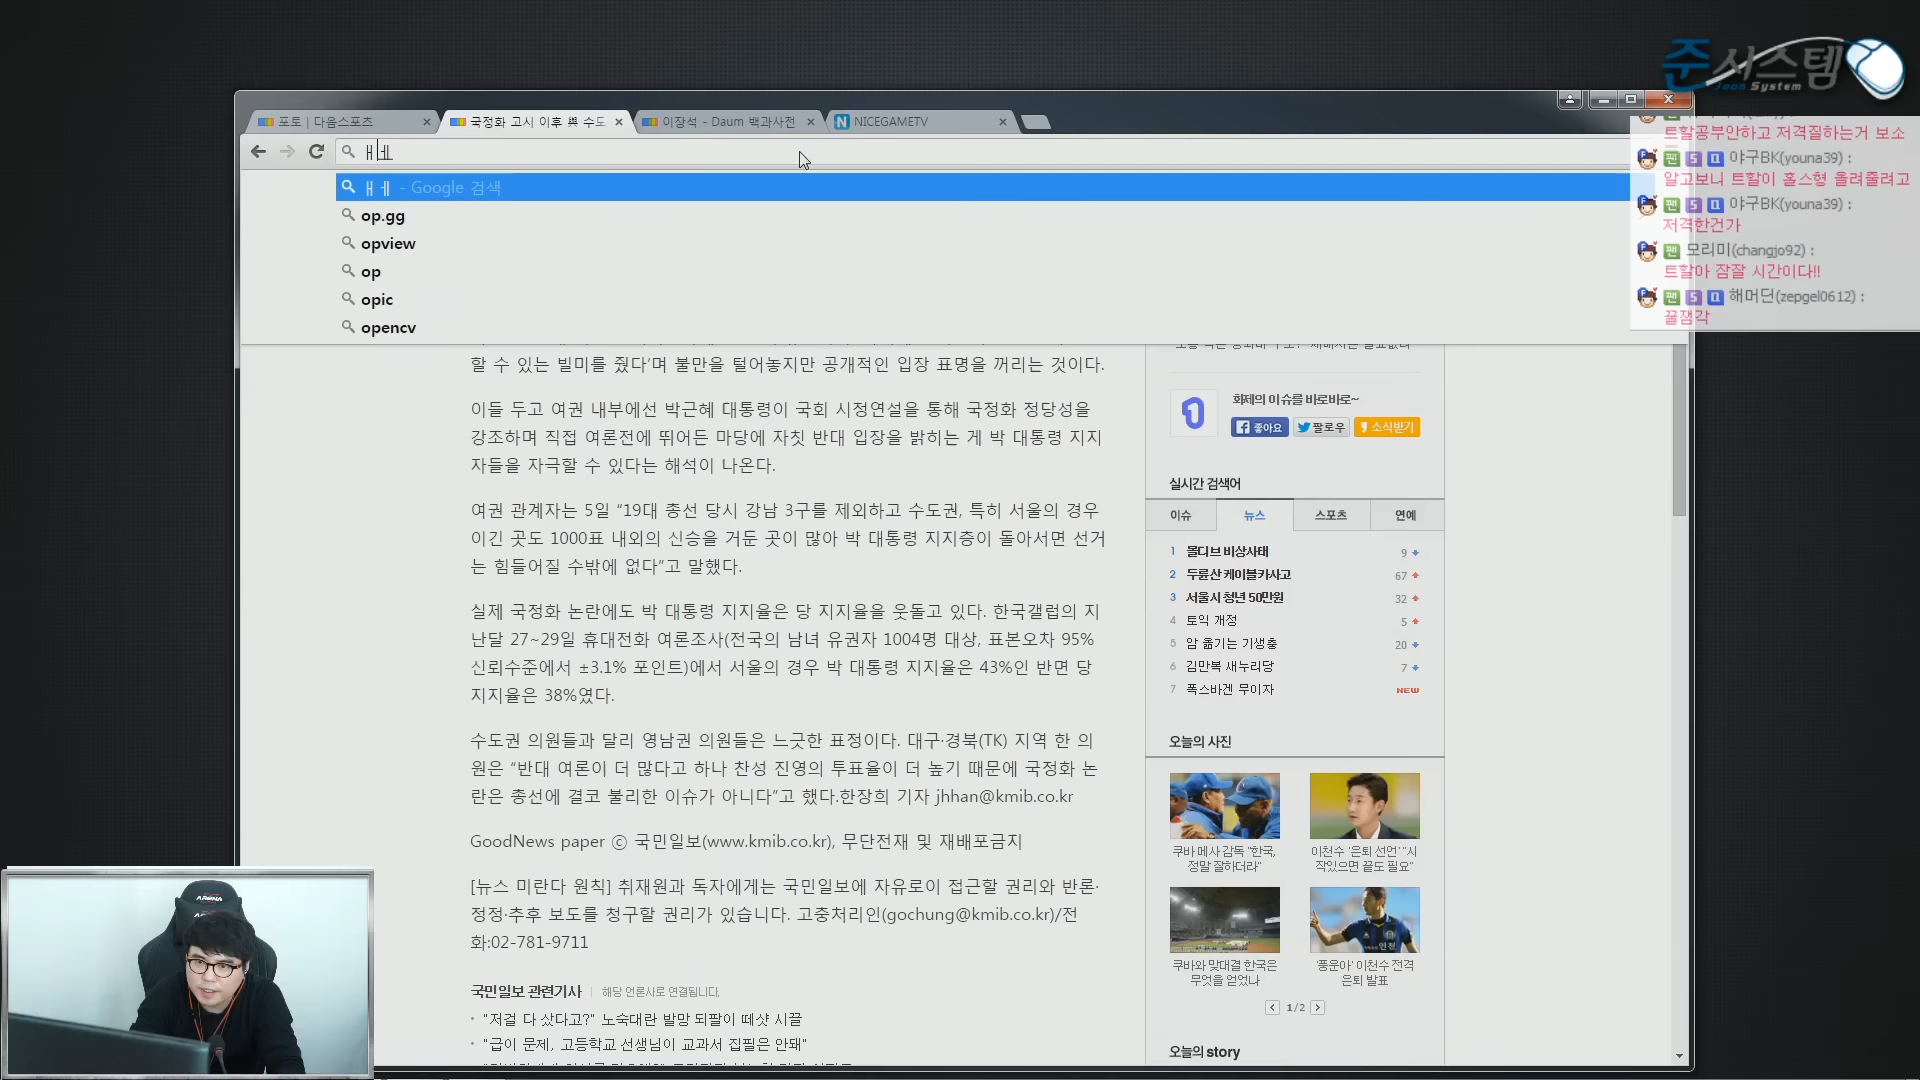 준시스템
Joon System
포토 | 다음스포츠
국정화 고시 이후 與 수도
이장석 - Daum 백과사전
NICEGAMETV
ㅐㅔ
ㅐㅔ - Google 검색
op.gg
opview
op
opic
opencv
트할공부안하고 저격질하는거 보소
팬 S 야구BK(youna39) :
알고보니 트할이 홀스형 올려줄려고
팬 S 야구BK(youna39) :
저격한건가
팬 모리미(changjo92) :
트할아 잠잘 시간이다!!
팬 S 해머던(zepgel0612) :
꿀잼각
할 수 있는 빌미를 줬다’며 불만을 털어놓지만 공개적인 입장 표명을 꺼리는 것이다.
이들 두고 여권 내부에선 박근혜 대통령이 국회 시정연설을 통해 국정화 정당성을
강조하며 직접 여론전에 뛰어든 마당에 자칫 반대 입장을 밝히는 게 박 대통령 지지
자들을 자극할 수 있다는 해석이 나온다.
여권 관계자는 5일 “19대 총선 당시 강남 3구를 제외하고 수도권, 특히 서울의 경우
이긴 곳도 1000표 내외의 신승을 거둔 곳이 많아 박 대통령 지지층이 돌아서면 선거
는 힘들어질 수밖에 없다”고 말했다.
실제 국정화 논란에도 박 대통령 지지율은 당 지지율을 웃돌고 있다. 한국갤럽의 지
난달 27~29일 휴대전화 여론조사(전국의 남녀 유권자 1004명 대상, 표본오차 95%
신뢰수준에서 ±3.1% 포인트)에서 서울의 경우 박 대통령 지지율은 43%인 반면 당
지지율은 38%였다.
수도권 의원들과 달리 영남권 의원들은 느긋한 표정이다. 대구·경북(TK) 지역 한 의
원은 “반대 여론이 더 많다고 하나 찬성 진영의 투표율이 더 높기 때문에 국정화 논
란은 총선에 결코 불리한 이슈가 아니다”고 했다.한장희 기자 jhhan@kmib.co.kr
GoodNews paper ⓒ 국민일보(www.kmib.co.kr), 무단전재 및 재배포금지
[뉴스 미란다 원칙] 취재원과 독자에게는 국민일보에 자유로이 접근할 권리와 반론·
정정·추후 보도를 청구할 권리가 있습니다. 고충처리인(gochung@kmib.co.kr)/전
화:02-781-9711
국민일보 관련기사 | 해당 언론사로 연결됩니다.
· "저걸 다 샀다고?" 노숙대란 발망 되팔이 떼샷 시끌
· "급이 문제, 고등학교 선생님이 교과서 집필은 안돼"
화제의 이슈를 바로바로~
좋아요 팔로우 소식받기
실시간 검색어
이슈 뉴스 스포츠 연예
1 몰디브 비상사태 9
2 두륜산 케이블카사고 67
3 서울시 청년 50만원 32
4 토익 개정 5
5 암 옮기는 기생충 20
6 김만복 새누리당 7
7 폭스바겐 무이자 NEW
오늘의 사진
쿠바 메사 감독 "한국,
정말 잘하더라"
이천수 '은퇴 선언' "시
작있으면 끝도 필요"
쿠바와 맞대결 한국은
무엇을 얻었나
'풍운아' 이천수 전격
은퇴 발표
1/2
오늘의 story
ARENA